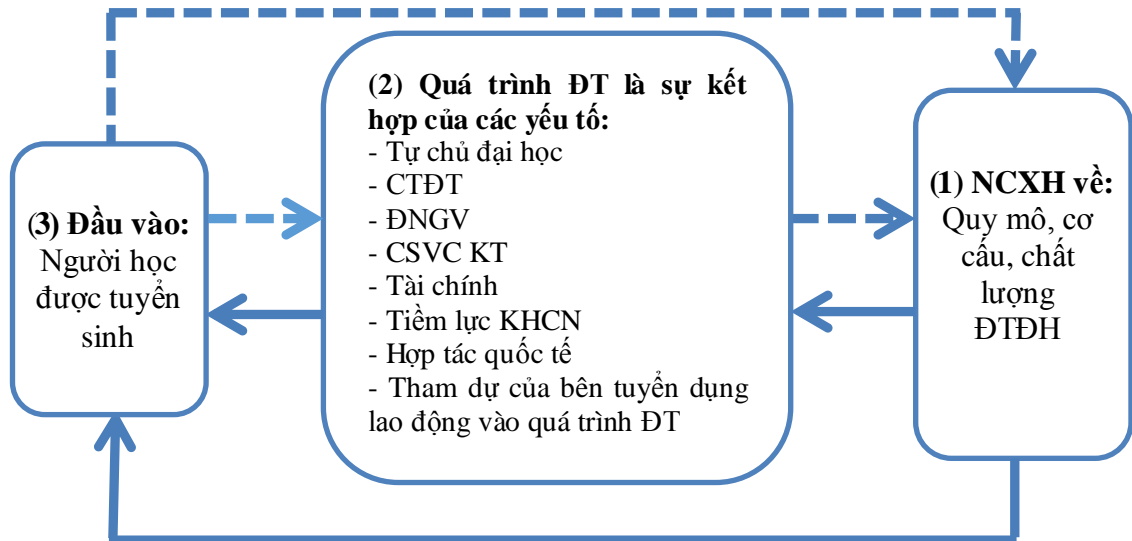 (3) Đầu vào:
Người học
được tuyển
sinh
(2) Quá trình ĐT là sự kết
hợp của các yếu tố:
- Tự chủ đại học
- CTĐT
- ĐNGV
- CSVC KT
- Tài chính
- Tiềm lực KHCN
- Hợp tác quốc tế
- Tham dự của bên tuyển dụng
lao động vào quá trình ĐT
(1) NCXH về:
Quy mô, cơ
cấu, chất
lượng
ĐTĐH